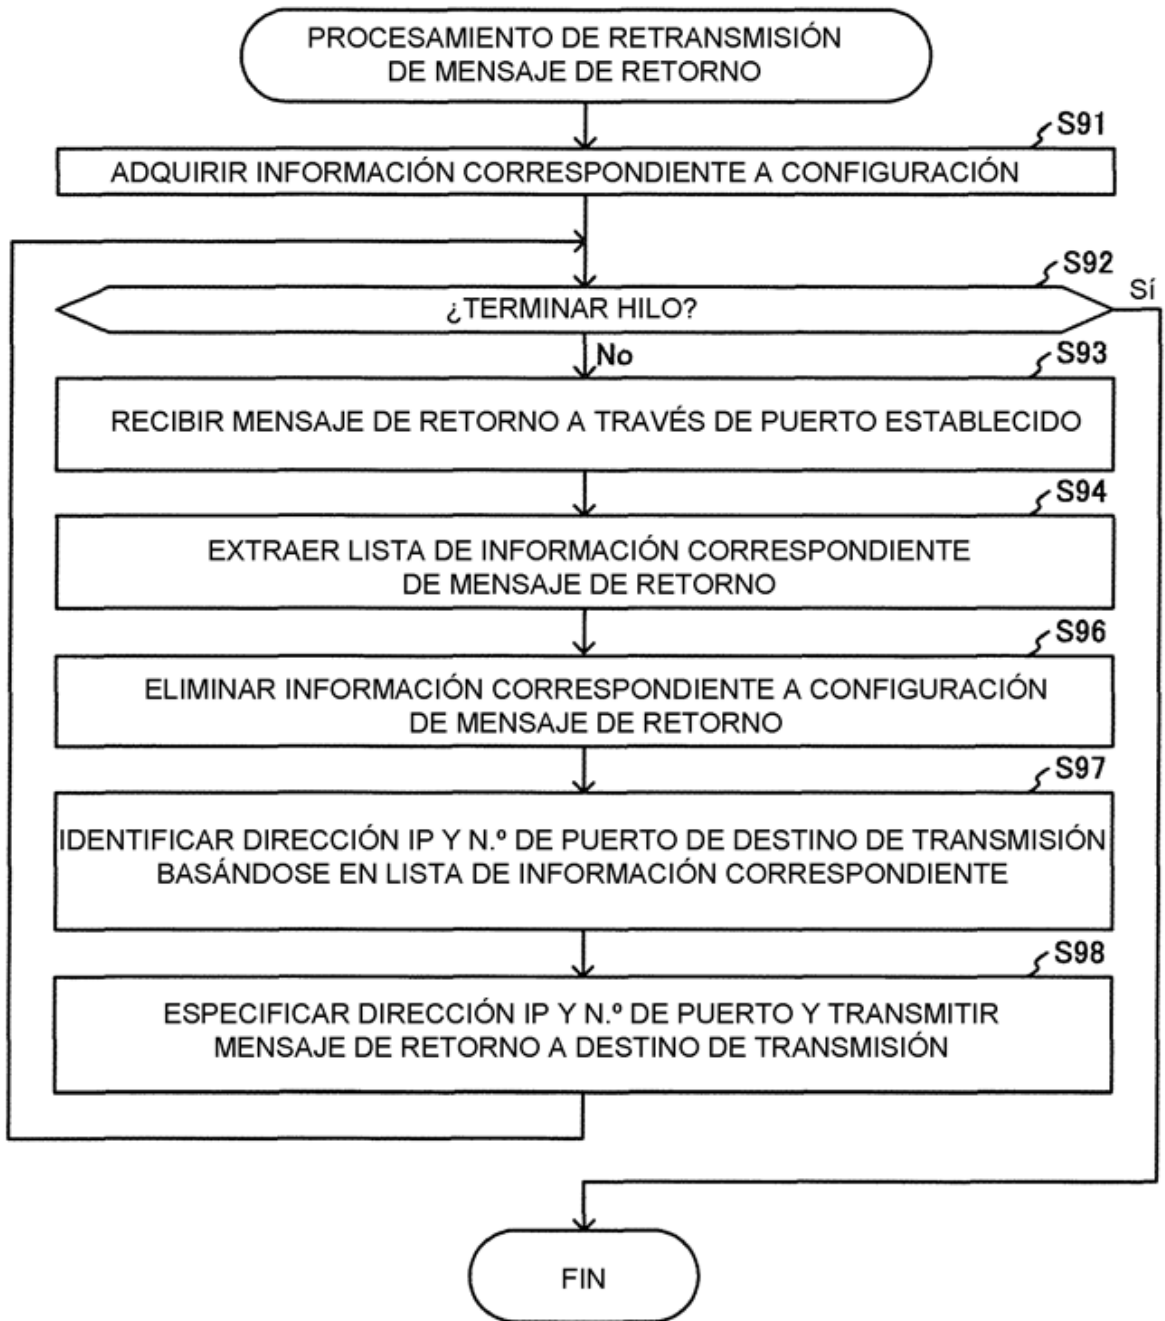 PROCESAMIENTO DE RETRANSMISIÓN
DE MENSAJE DE RETORNO
S91
ADQUIRIR INFORMACIÓN CORRESPONDIENTE A CONFIGURACIÓN
S92
Sí
¿TERMINAR HILO?
No
S93
RECIBIR MENSAJE DE RETORNO A TRAVÉS DE PUERTO ESTABLECIDO
S94
EXTRAER LISTA DE INFORMACIÓN CORRESPONDIENTE
DE MENSAJE DE RETORNO
S96
ELIMINAR INFORMACIÓN CORRESPONDIENTE A CONFIGURACIÓN
DE MENSAJE DE RETORNO
S97
IDENTIFICAR DIRECCIÓN IP Y N.º DE PUERTO DE DESTINO DE TRANSMISIÓN
BASÁNDOSE EN LISTA DE INFORMACIÓN CORRESPONDIENTE
S98
ESPECIFICAR DIRECCIÓN IP Y N.º DE PUERTO Y TRANSMITIR
MENSAJE DE RETORNO A DESTINO DE TRANSMISIÓN
FIN